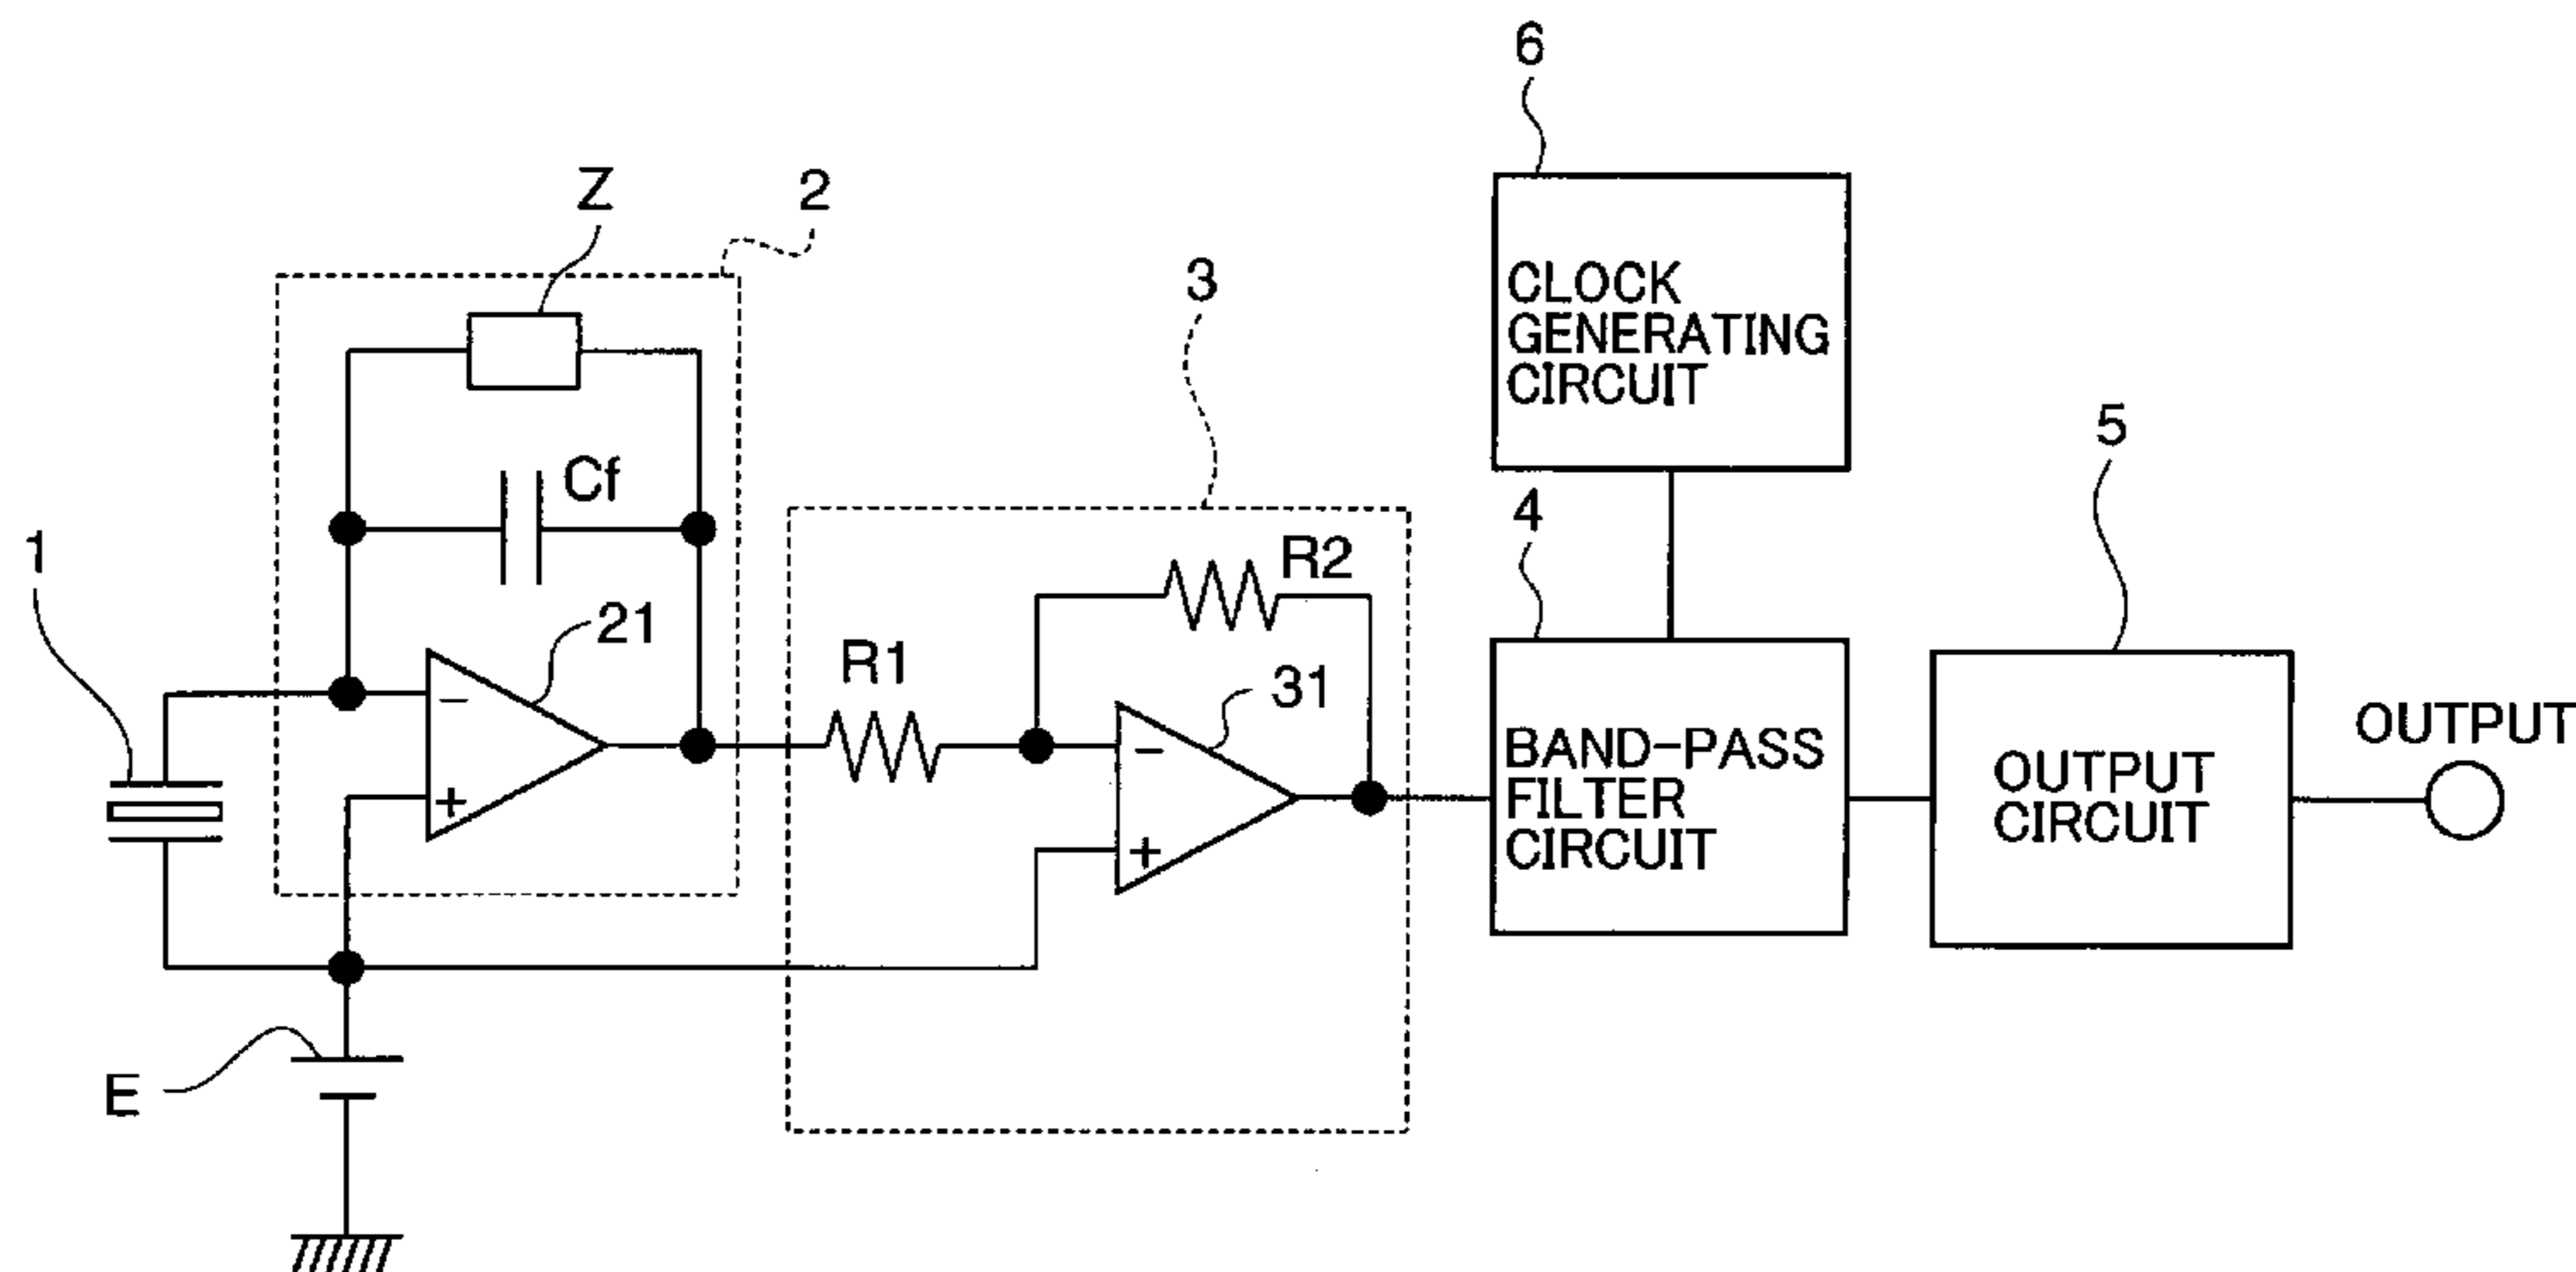 6
Z
2
3
CLOCK
GENERATING
CIRCUIT
5
Cf
4
1
R2
21
R1
31
−
+
−
+
BAND-PASS
FILTER
CIRCUIT
OUTPUT
CIRCUIT
OUTPUT
E